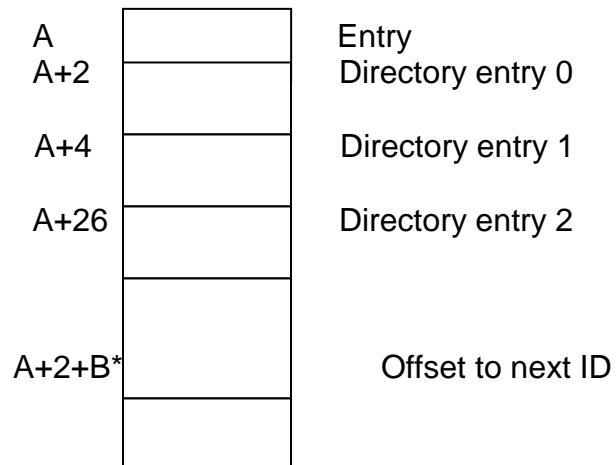 A Entry
A+2 Directory entry 0
A+4 Directory entry 1
A+26 Directory entry 2
A+2+B* Offset to next ID